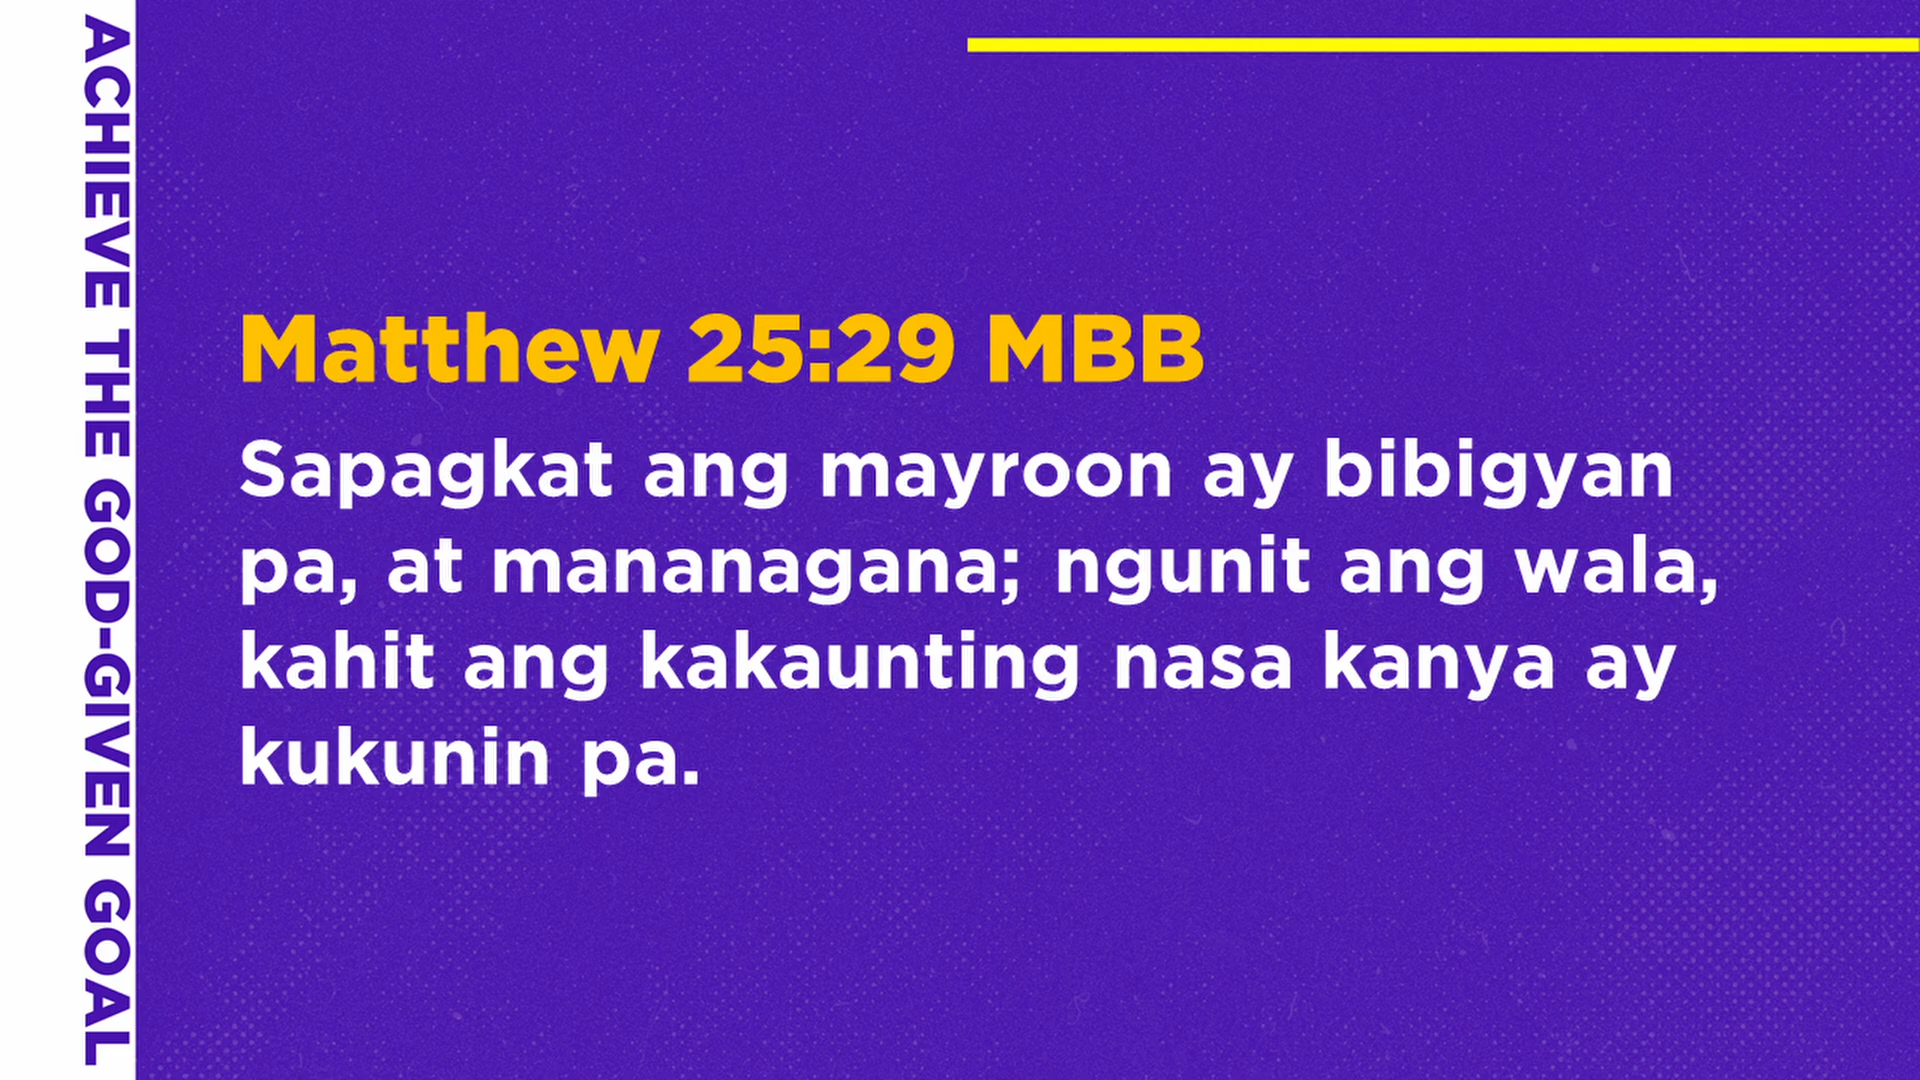 ACHIEVE THE GOD-GIVEN GOAL
Matthew 25:29 MBB
Sapagkat ang mayroon ay bibigyan
pa, at mananagana; ngunit ang wala,
kahit ang kakaunting nasa kanya ay
kukunin pa.